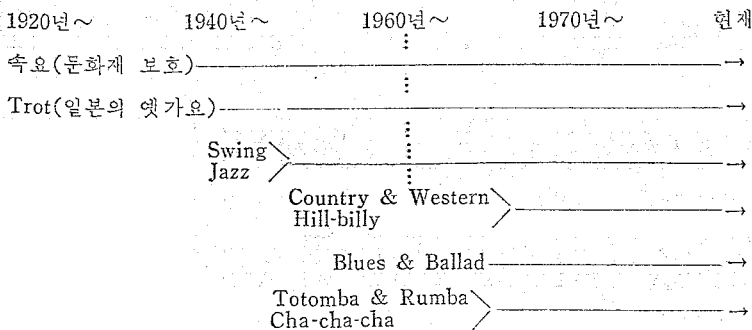 1920년～ 1940년～ 1960년～ 1970년～ 현재
속요(문화재 보호)
Trot(일본의 옛가요)
Swing
Jazz
Country & Western
Hill-billy
Blues & Ballad
Totomba & Rumba
Cha-cha-cha